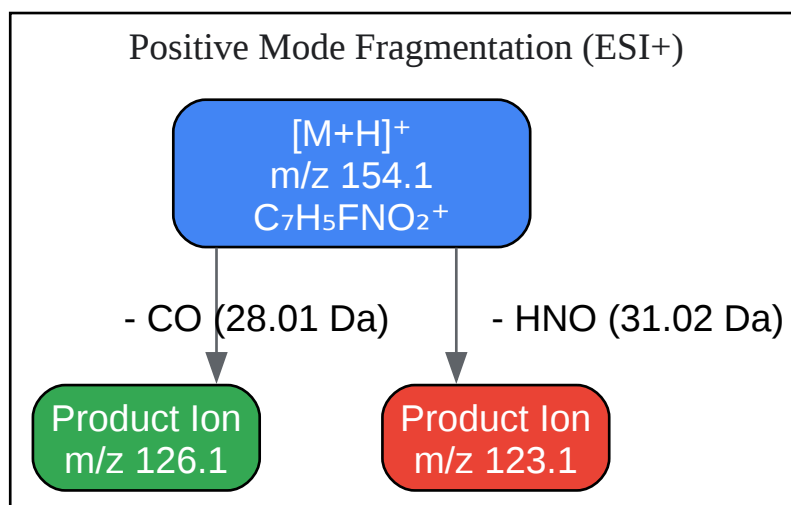 Positive Mode Fragmentation (ESI+)
[M+H]⁺
m/z 154.1
C₇H₅FNO₂⁺
- CO (28.01 Da)
- HNO (31.02 Da)
Product Ion
m/z 126.1
Product Ion
m/z 123.1